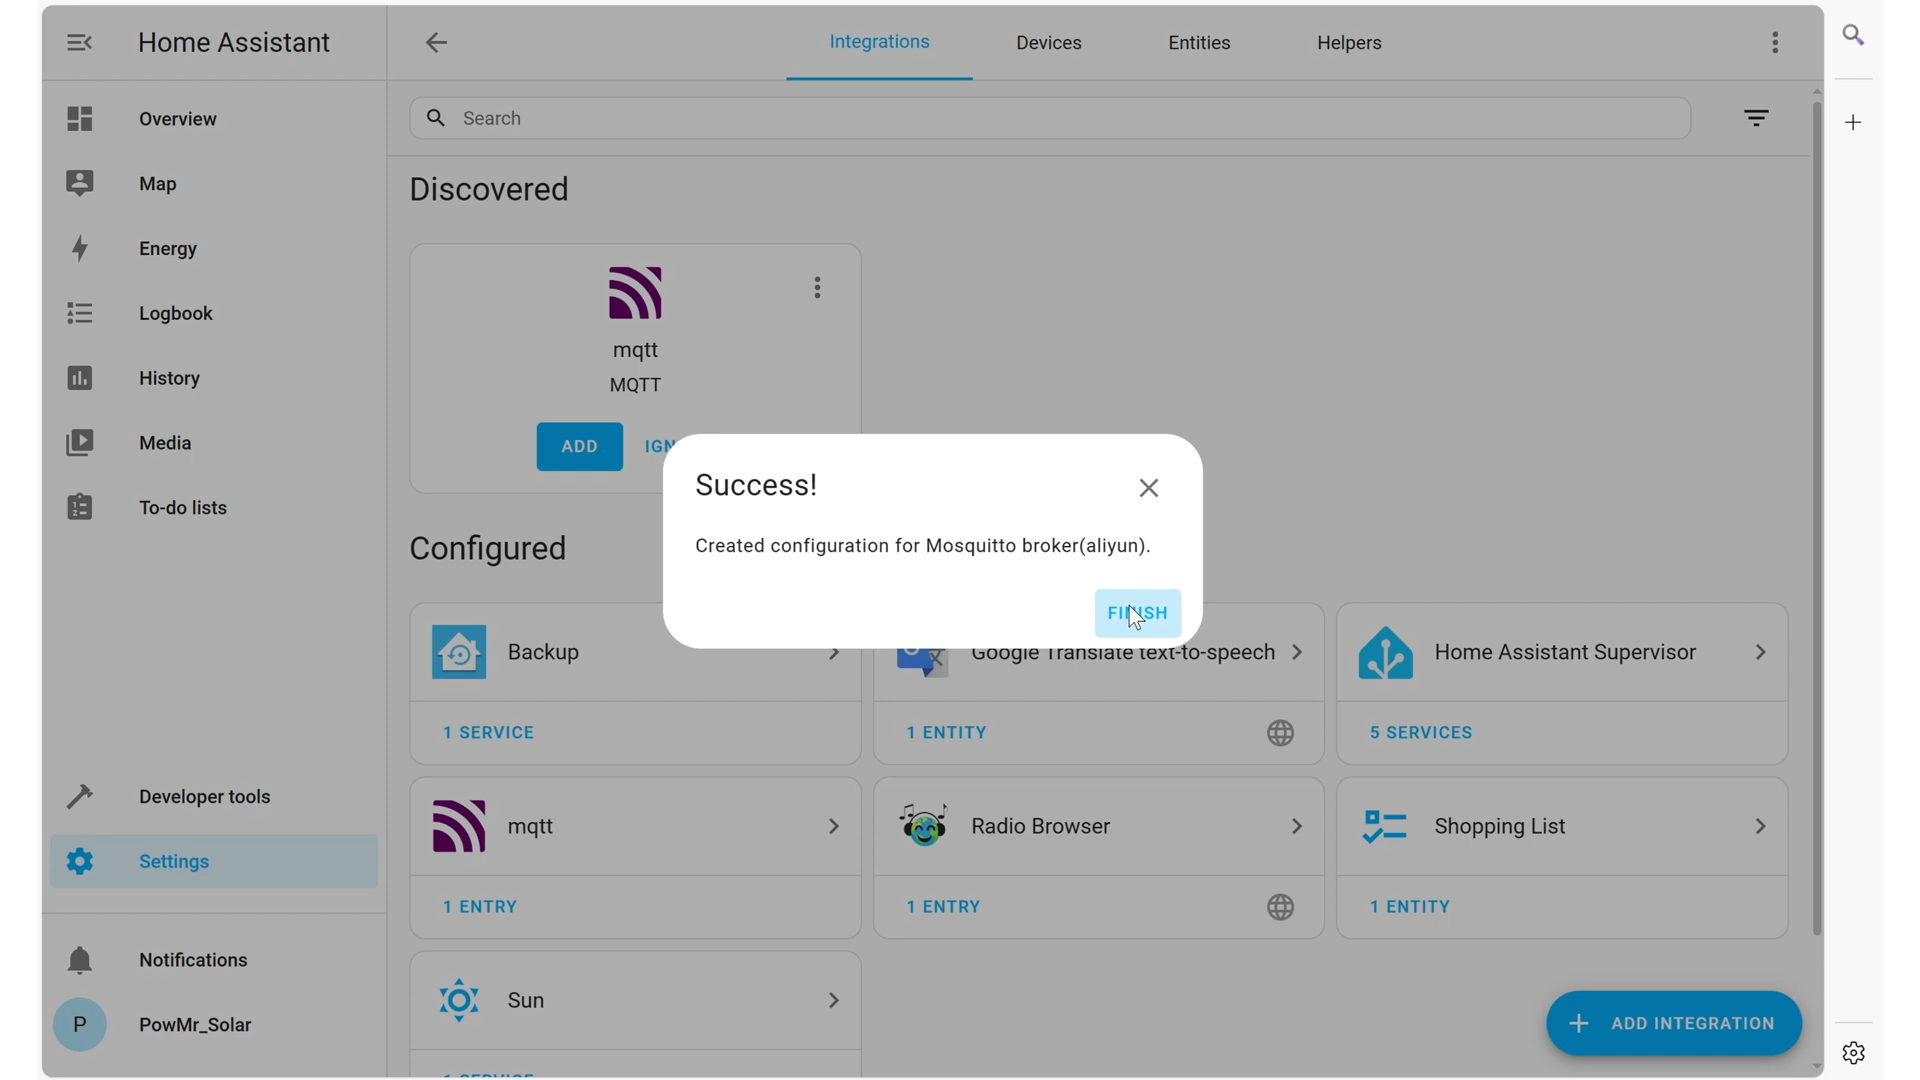 Home Assistant
Integrations
Devices
Entities
Helpers
Overview
Map
Energy
Logbook
History
Media
To-do lists
Developer tools
Settings
Notifications
P
PowMr_Solar
Search
Discovered
mqtt
MQTT
ADD
IGN
Success!
Created configuration for Mosquitto broker(aliyun).
FINISH
Configured
Backup
1 SERVICE
Google Translate text-to-speech
1 ENTITY
Home Assistant Supervisor
5 SERVICES
mqtt
1 ENTRY
Radio Browser
1 ENTRY
Shopping List
1 ENTITY
Sun
ADD INTEGRATION